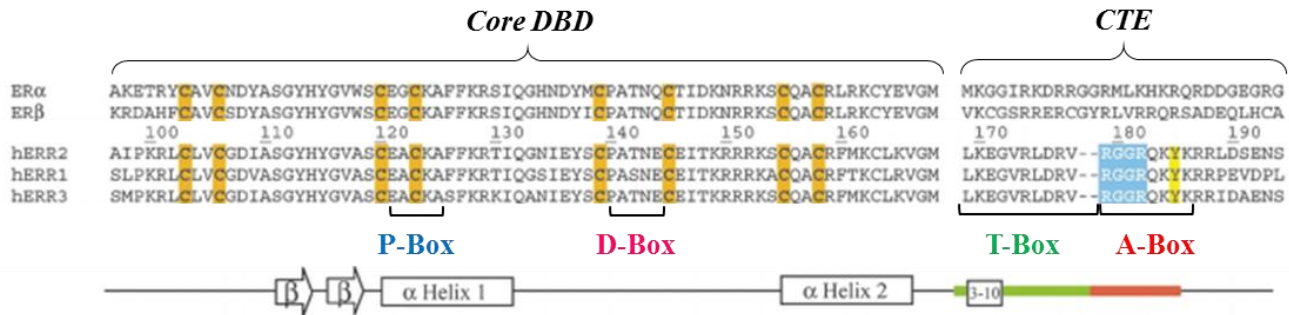 Core DBD CTE
ERα AKETRYCAVCNDYASGYHYGVWSCEGCKAFFKRSIQGHNDYMCPATNQCTIDKNRRKSCQACRLRKCYEVGM MKGGIRKDRRGGRMLKHKRQRDDGEGRG
ERβ KRDAHFCAVCSDYASGYHYGVWSCEGCKAFFKRSIQGHNDYICPATNQCTIDKNRRKSCQACRLRKCYEVGM VKCGSRRERCGYRLVRRQRSADEQLHCA
100 110 120 130 140 150 160 170 180 190
hERR2 AIPKRLCLVCGDIASGYHYGVASCEACKAFFKRTIQGNIEYSCPATNECEITKRRRKSCQACRFMKCLKVGM LKEGVRLDRV--RGGRQKYKRRLDSENS
hERR1 SLPKRLCLVCGDVASGYHYGVASCEACKAFFKRTIQGSIEYSCPASNECEITKRRRKACQACRFTKCLRVGM LKEGVRLDRV--RGGRQKYKRRPEVDPL
hERR3 SMPKRLCLVCGDIASGYHYGVASCEACKAFFKRTIQGNIEYSCPATNECEITKRRRKSCQACRFMKCLKVGM LKEGVRLDRV--RGGRQKYKRRIDAENS
P-Box D-Box T-Box A-Box
β β α Helix 1 α Helix 2 3-10